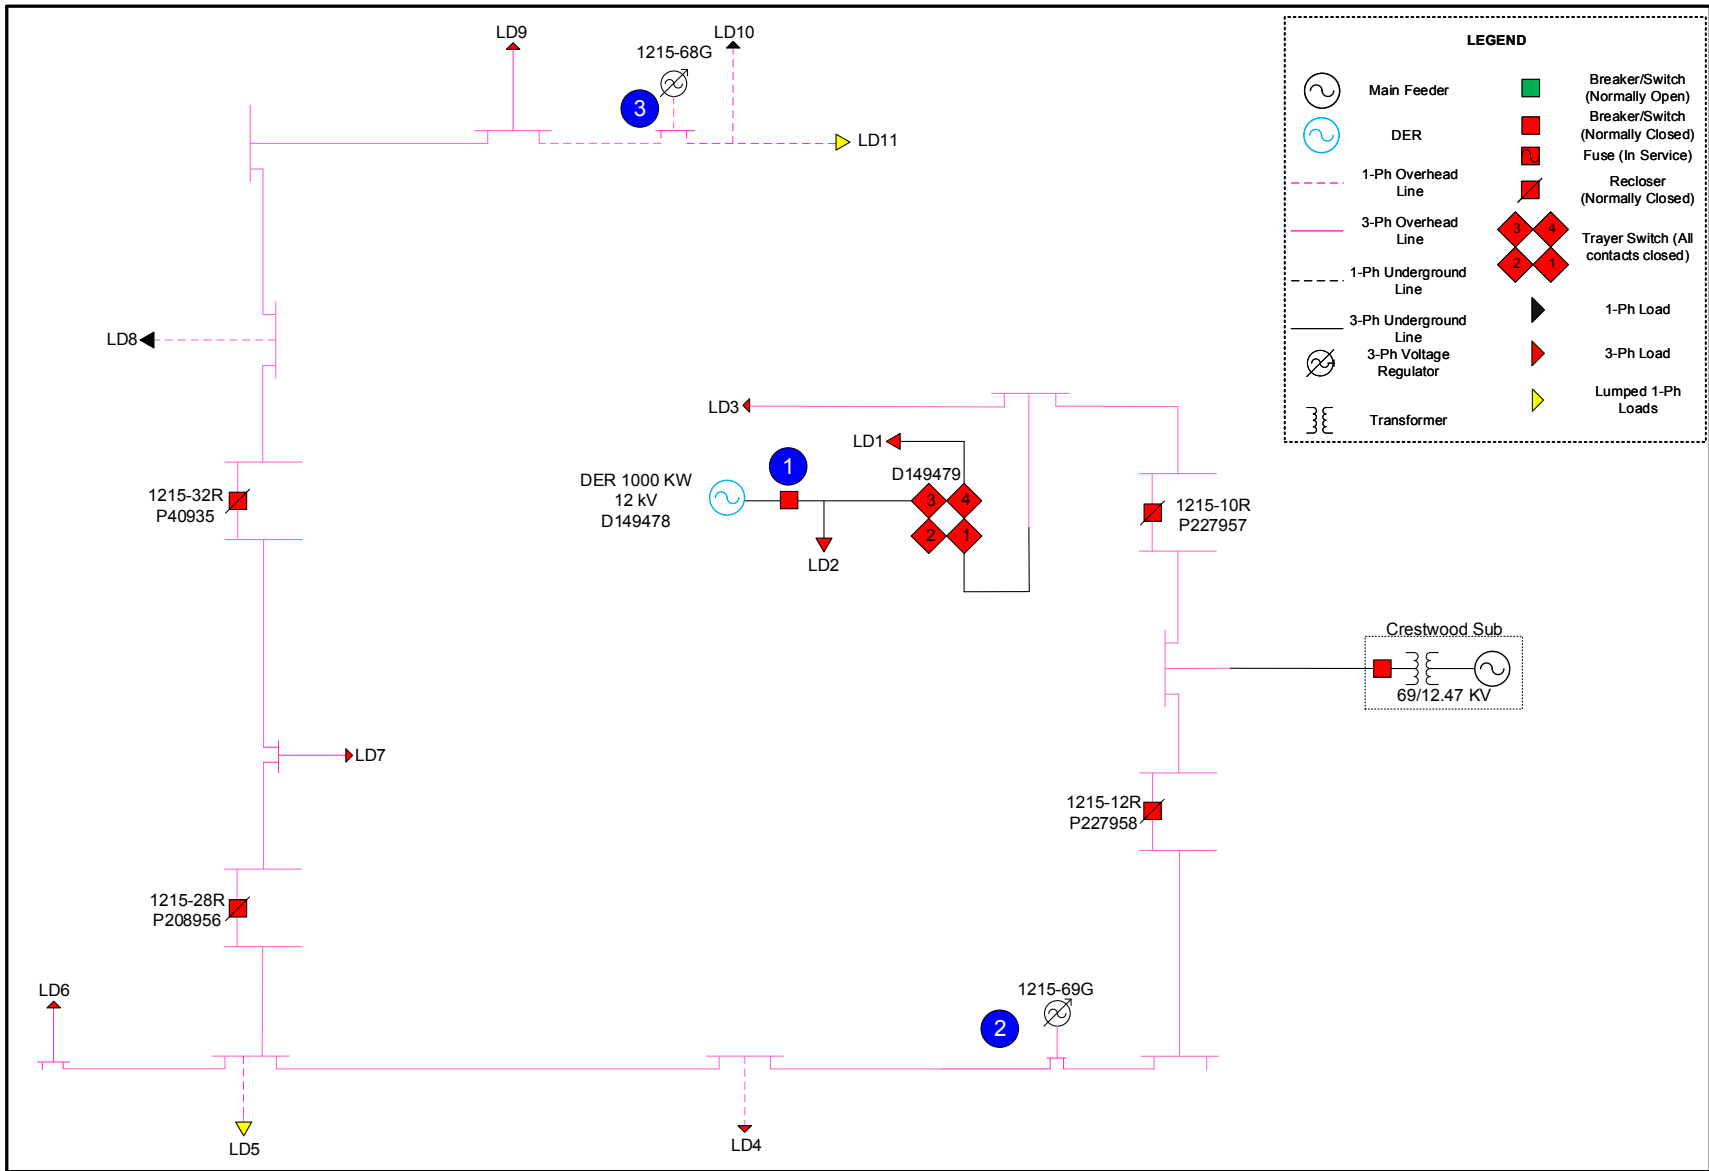 LD9
LD10
1215-68G
3
LD11
LEGEND
Main Feeder
DER
1-Ph Overhead
Line
3-Ph Overhead
Line
1-Ph Underground
Line
3-Ph Underground
Line
3-Ph Voltage
Regulator
Transformer
Breaker/Switch
(Normally Open)
Breaker/Switch
(Normally Closed)
Fuse (In Service)
Recloser
(Normally Closed)
3 4
2 1
Trayer Switch (All
contacts closed)
1-Ph Load
3-Ph Load
Lumped 1-Ph
Loads
LD8
LD3
LD1
1
D149479
DER 1000 KW
12 kV
D149478
3 4
2 1
LD2
1215-32R
P40935
1215-10R
P227957
Crestwood Sub
69/12.47 KV
LD7
1215-12R
P227958
1215-28R
P208956
LD6
1215-69G
2
LD5
LD4